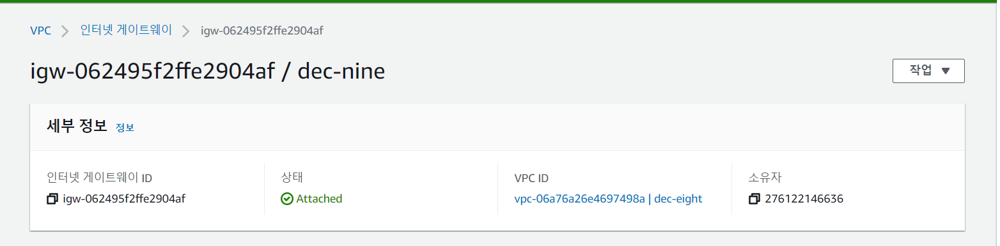 VPC > 인터넷 게이트웨이 > igw-062495f2ffe2904af
igw-062495f2ffe2904af / dec-nine
작업
세부 정보 정보
인터넷 게이트웨이 ID
igw-062495f2ffe2904af
상태
Attached
VPC ID
vpc-06a76a26e4697498a | dec-eight
소유자
276122146636